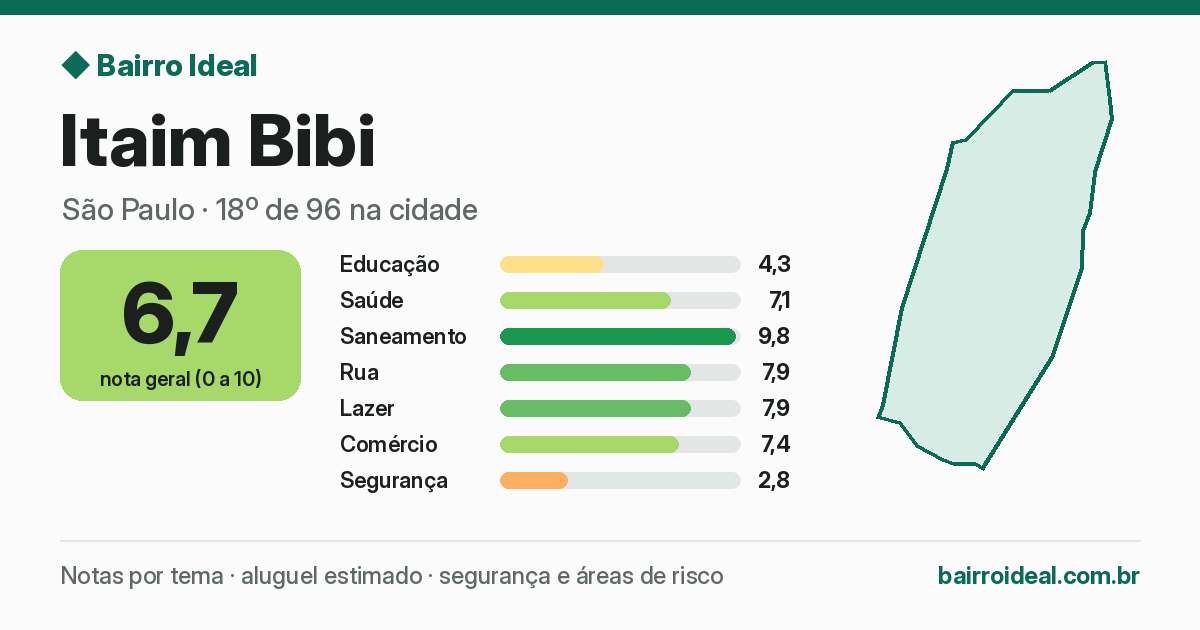 Bairro Ideal
Itaim Bibi
São Paulo · 18º de 96 na cidade
6,7
nota geral (0 a 10)
Educação 4,3
Saúde 7,1
Saneamento 9,8
Rua 7,9
Lazer 7,9
Comércio 7,4
Segurança 2,8
Notas por tema · aluguel estimado · segurança e áreas de risco
bairroideal.com.br